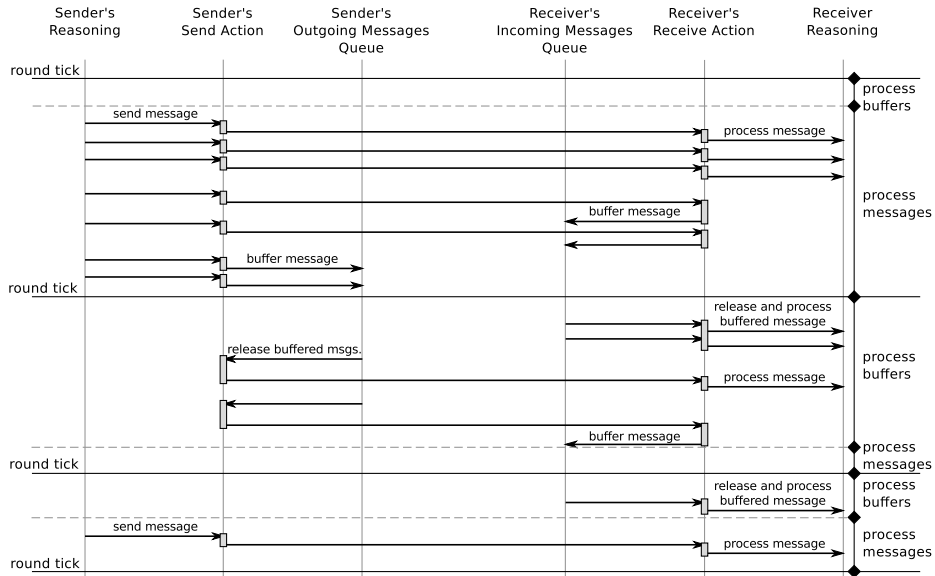 Sender's
Reasoning
Sender's
Send Action
Sender's
Outgoing Messages
Queue
Receiver's
Incoming Messages
Queue
Receiver's
Receive Action
Receiver
Reasoning
round tick
process
buffers
send message
process message
process
messages
buffer message
buffer message
round tick
release and process
buffered message
release buffered msgs.
process
buffers
process message
buffer message
process
messages
round tick
release and process
buffered message
process
buffers
send message
process message
process
messages
round tick